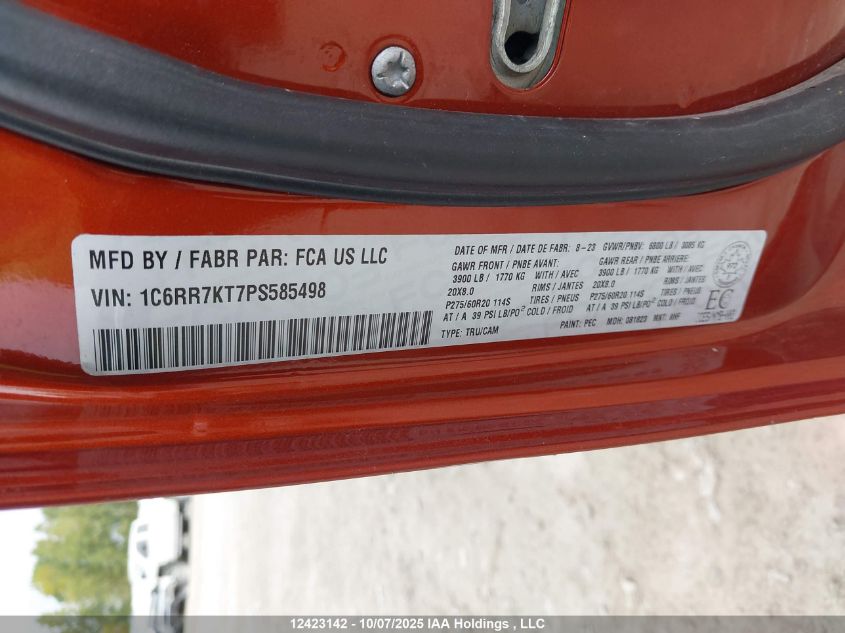 MFD BY / FABR PAR: FCA US LLC
VIN: 1C6RR7KT7PS585498
DATE OF MFR / DATE DE FABR: 8-23 GVWR/PNBV: 6800 LB / 3085 KG
GAWR FRONT / PNBE AVANT: GAWR REAR / PNBE ARRIERE:
3900 LB / 1770 KG WITH / AVEC 3900 LB / 1770 KG WITH / AVEC
20X8.0 RIMS / JANTES 20X8.0 RIMS / JANTES
P275/60R20 114S TIRES / PNEUS P275/60R20 114S TIRES / PNEUS
AT / A 39 PSI LB/PO² COLD / FROID AT / A 39 PSI LB/PO² COLD / FROID
TYPE: TRU/CAM PAINT: PEC MDH: 081623 MKT: AHF
EC
12423142 - 10/07/2025 IAA Holdings , LLC